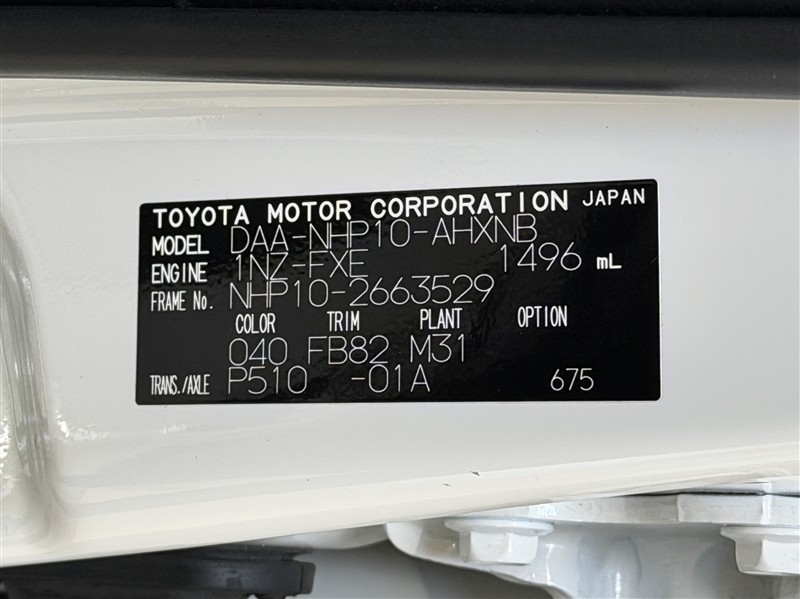 TOYOTA MOTOR CORPORATION JAPAN
MODEL DAA-NHP10-AHXNB
ENGINE 1NZ-FXE 1496 mL
FRAME No. NHP10-2663529
COLOR TRIM PLANT OPTION
040 FB82 M31
TRANS./AXLE P510 -01A 675